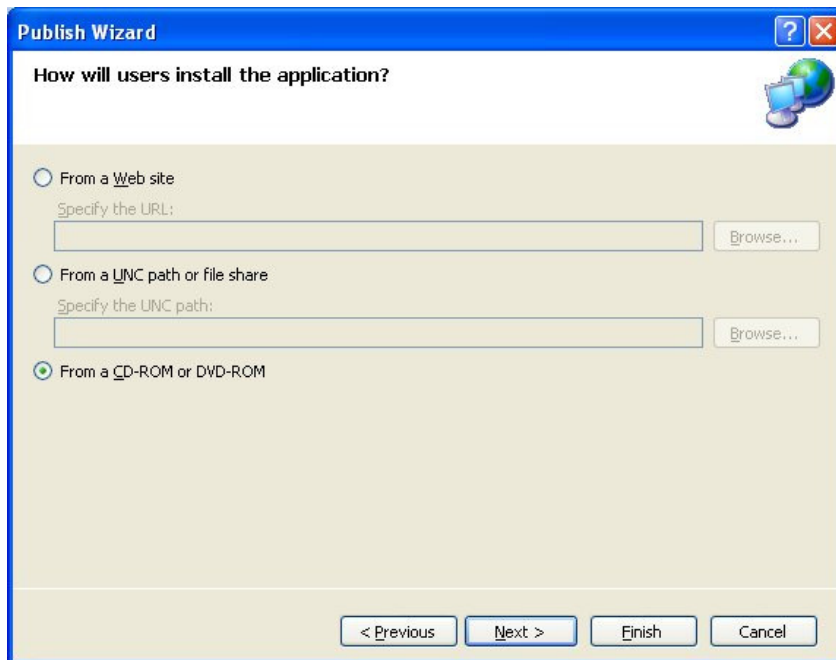 Publish Wizard
How will users install the application?
From a Web site
Specify the URL:
Browse...
From a UNC path or file share
Specify the UNC path:
Browse...
From a CD-ROM or DVD-ROM
< Previous Next > Finish Cancel